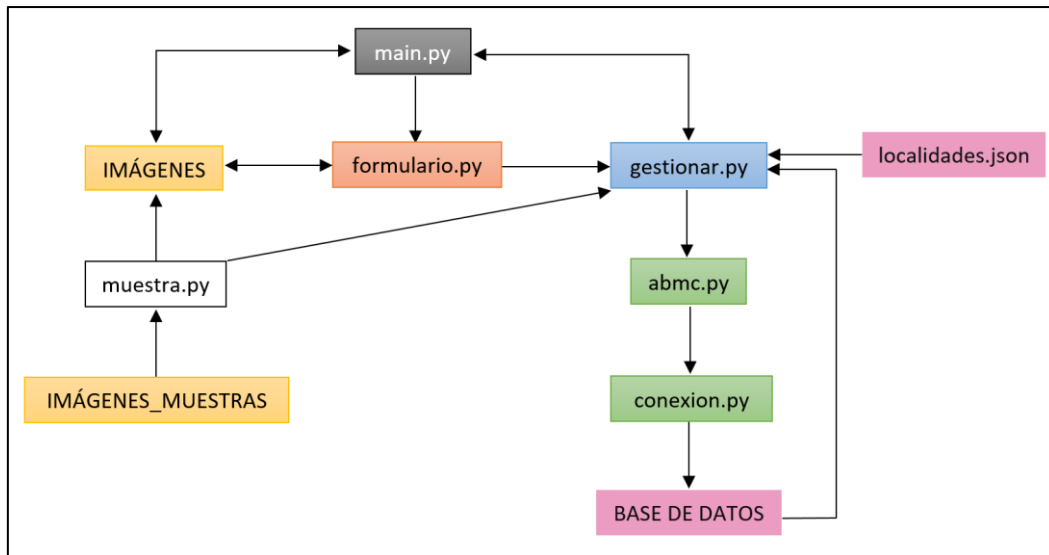 main.py
IMÁGENES
formulario.py
gestionar.py
localidades.json
muestra.py
abmc.py
IMÁGENES_MUESTRAS
conexion.py
BASE DE DATOS